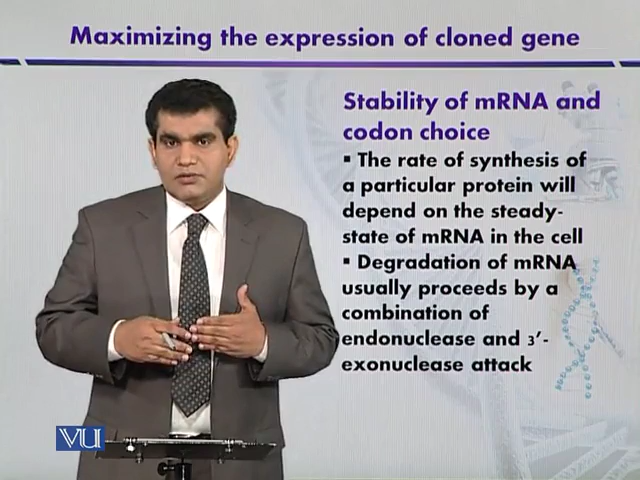 Maximizing the expression of cloned gene
Stability of mRNA and
codon choice
▪ The rate of synthesis of
a particular protein will
depend on the steady-
state of mRNA in the cell
▪ Degradation of mRNA
usually proceeds by a
combination of
endonuclease and 3′-
exonuclease attack
VU